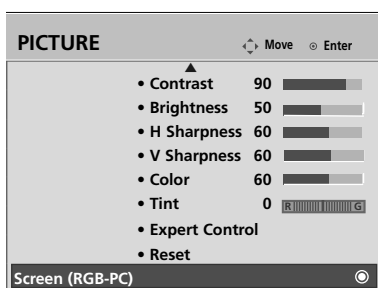 PICTURE Move Enter
• Contrast 90
• Brightness 50
• H Sharpness 60
• V Sharpness 60
• Color 60
• Tint 0 R G
• Expert Control
• Reset
Screen (RGB-PC)